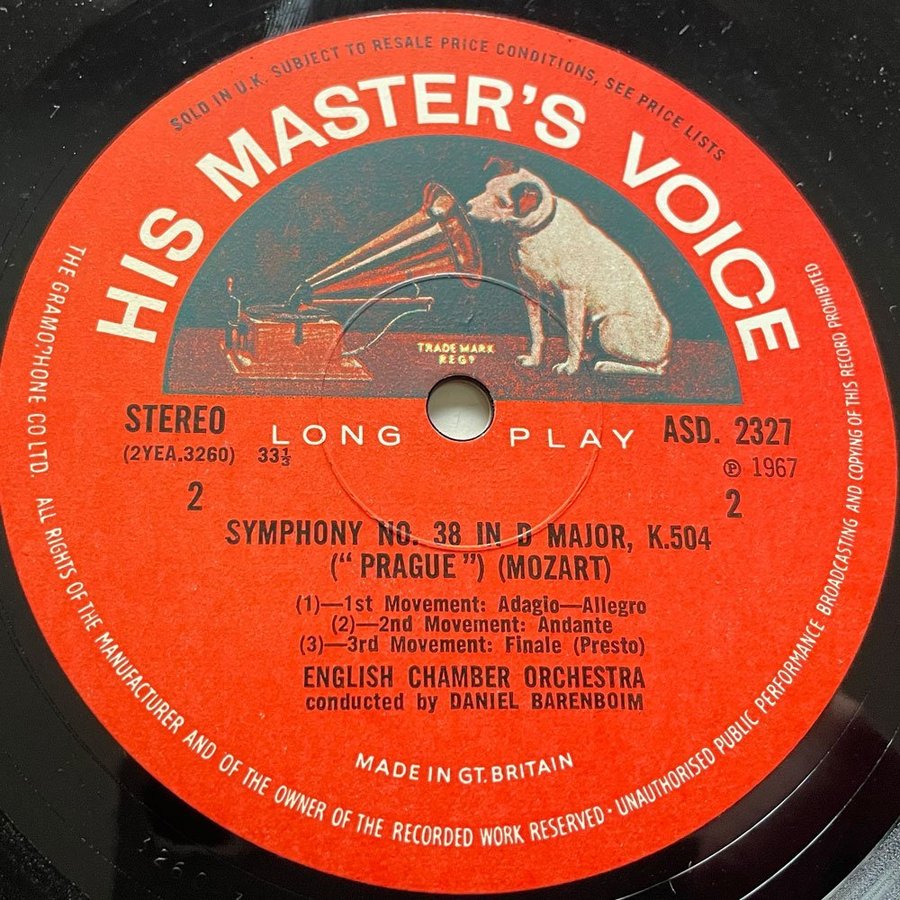 SOLD IN U.K. SUBJECT TO RESALE PRICE CONDITIONS, SEE PRICE LISTS
HIS MASTER'S VOICE
TRADE MARK
REGD
STEREO
LONG PLAY
ASD. 2327
(2YEA.3260) 33⅓
℗ 1967
2
2
SYMPHONY NO. 38 IN D MAJOR, K.504
("PRAGUE") (MOZART)
(1)—1st Movement: Adagio—Allegro
(2)—2nd Movement: Andante
(3)—3rd Movement: Finale (Presto)
ENGLISH CHAMBER ORCHESTRA
conducted by DANIEL BARENBOIM
MADE IN GT. BRITAIN
THE GRAMOPHONE CO LTD. ALL RIGHTS OF THE MANUFACTURER AND OF THE OWNER OF THE RECORDED WORK RESERVED · UNAUTHORISED PUBLIC PERFORMANCE BROADCASTING AND COPYING OF THIS RECORD PROHIBITED